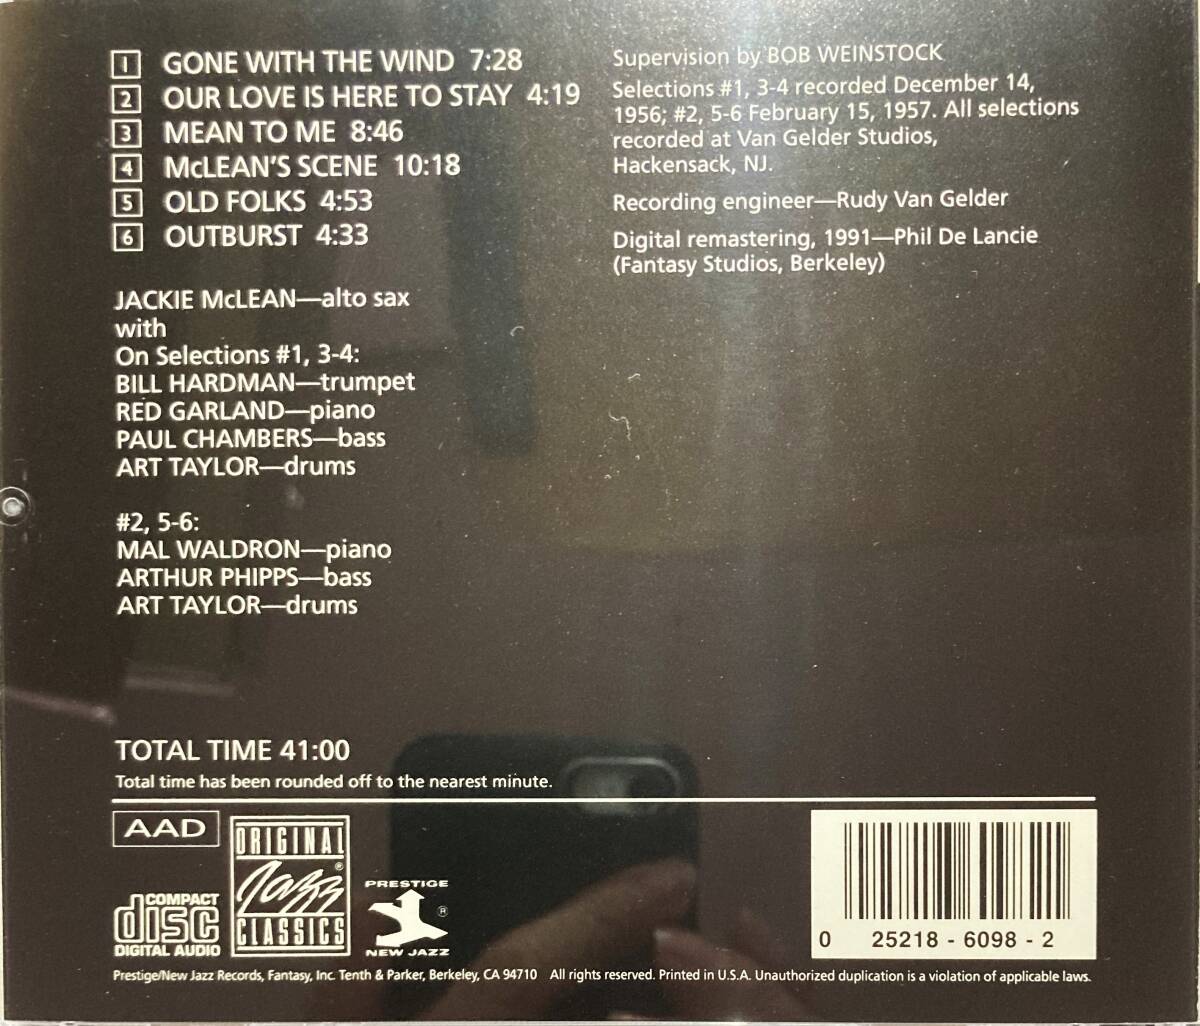 1 GONE WITH THE WIND 7:28
2 OUR LOVE IS HERE TO STAY 4:19
3 MEAN TO ME 8:46
4 McLEAN'S SCENE 10:18
5 OLD FOLKS 4:53
6 OUTBURST 4:33
JACKIE McLEAN—alto sax
with
On Selections #1, 3-4:
BILL HARDMAN—trumpet
RED GARLAND—piano
PAUL CHAMBERS—bass
ART TAYLOR—drums
#2, 5-6:
MAL WALDRON—piano
ARTHUR PHIPPS—bass
ART TAYLOR—drums
Supervision by BOB WEINSTOCK
Selections #1, 3-4 recorded December 14,
1956; #2, 5-6 February 15, 1957. All selections
recorded at Van Gelder Studios,
Hackensack, NJ.
Recording engineer—Rudy Van Gelder
Digital remastering, 1991—Phil De Lancie
(Fantasy Studios, Berkeley)
TOTAL TIME 41:00
Total time has been rounded off to the nearest minute.
AAD
COMPACT
disc
DIGITAL AUDIO
ORIGINAL
Jazz ®
CLASSICS
PRESTIGE
®
NEW JAZZ
0 25218 - 6098 - 2
Prestige/New Jazz Records, Fantasy, Inc. Tenth & Parker, Berkeley, CA 94710 All rights reserved. Printed in U.S.A. Unauthorized duplication is a violation of applicable laws.